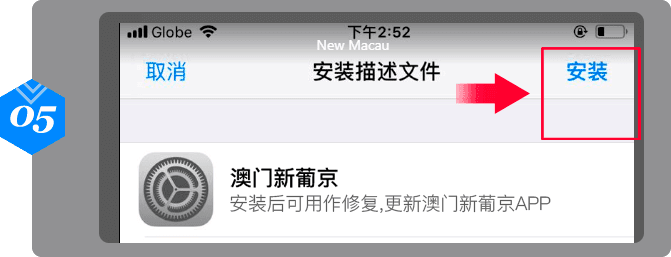 Globe 下午2:52
New Macau
取消 安装描述文件 安装
05
澳门新葡京
安装后可用作修复,更新澳门新葡京APP